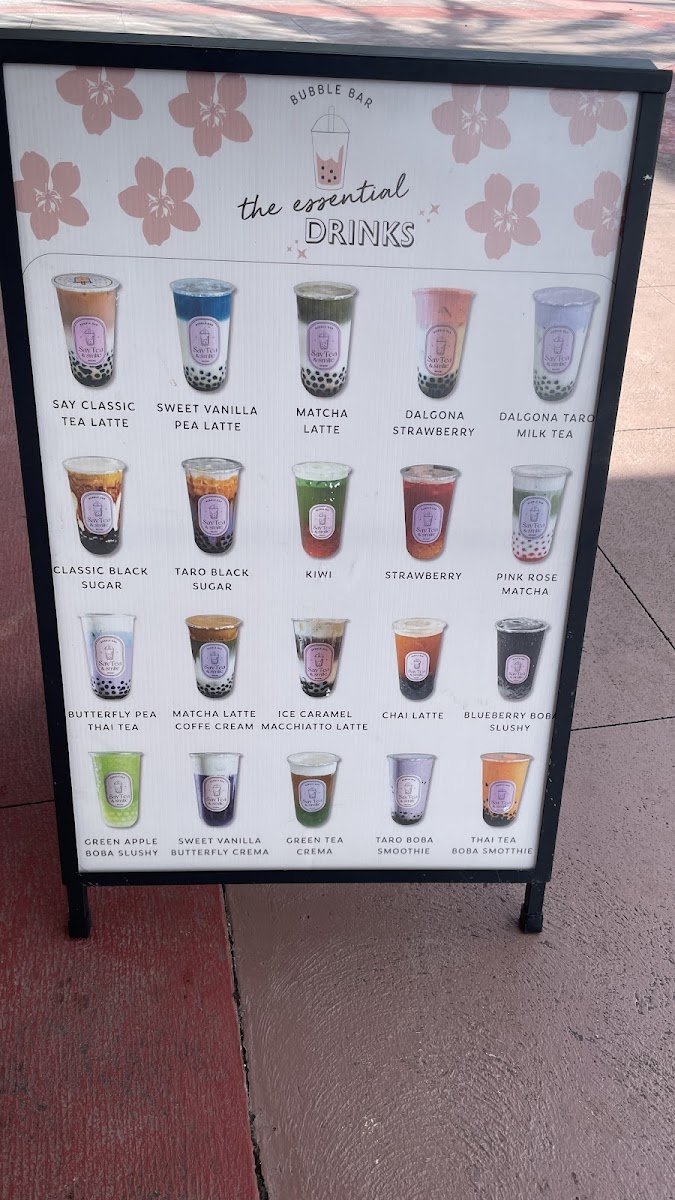 BUBBLE BAR
the essential
DRINKS
SAY CLASSIC
TEA LATTE
SWEET VANILLA
PEA LATTE
MATCHA
LATTE
DALGONA
STRAWBERRY
DALGONA TARO
MILK TEA
CLASSIC BLACK
SUGAR
TARO BLACK
SUGAR
KIWI
STRAWBERRY
PINK ROSE
MATCHA
BUTTERFLY PEA
THAI TEA
MATCHA LATTE
COFFE CREAM
ICE CARAMEL
MACCHIATTO LATTE
CHAI LATTE
BLUEBERRY BOBA
SLUSHY
GREEN APPLE
BOBA SLUSHY
SWEET VANILLA
BUTTERFLY CREMA
GREEN TEA
CREMA
TARO BOBA
SMOOTHIE
THAI TEA
BOBA SMOTTHIE
Say Tea
& smile